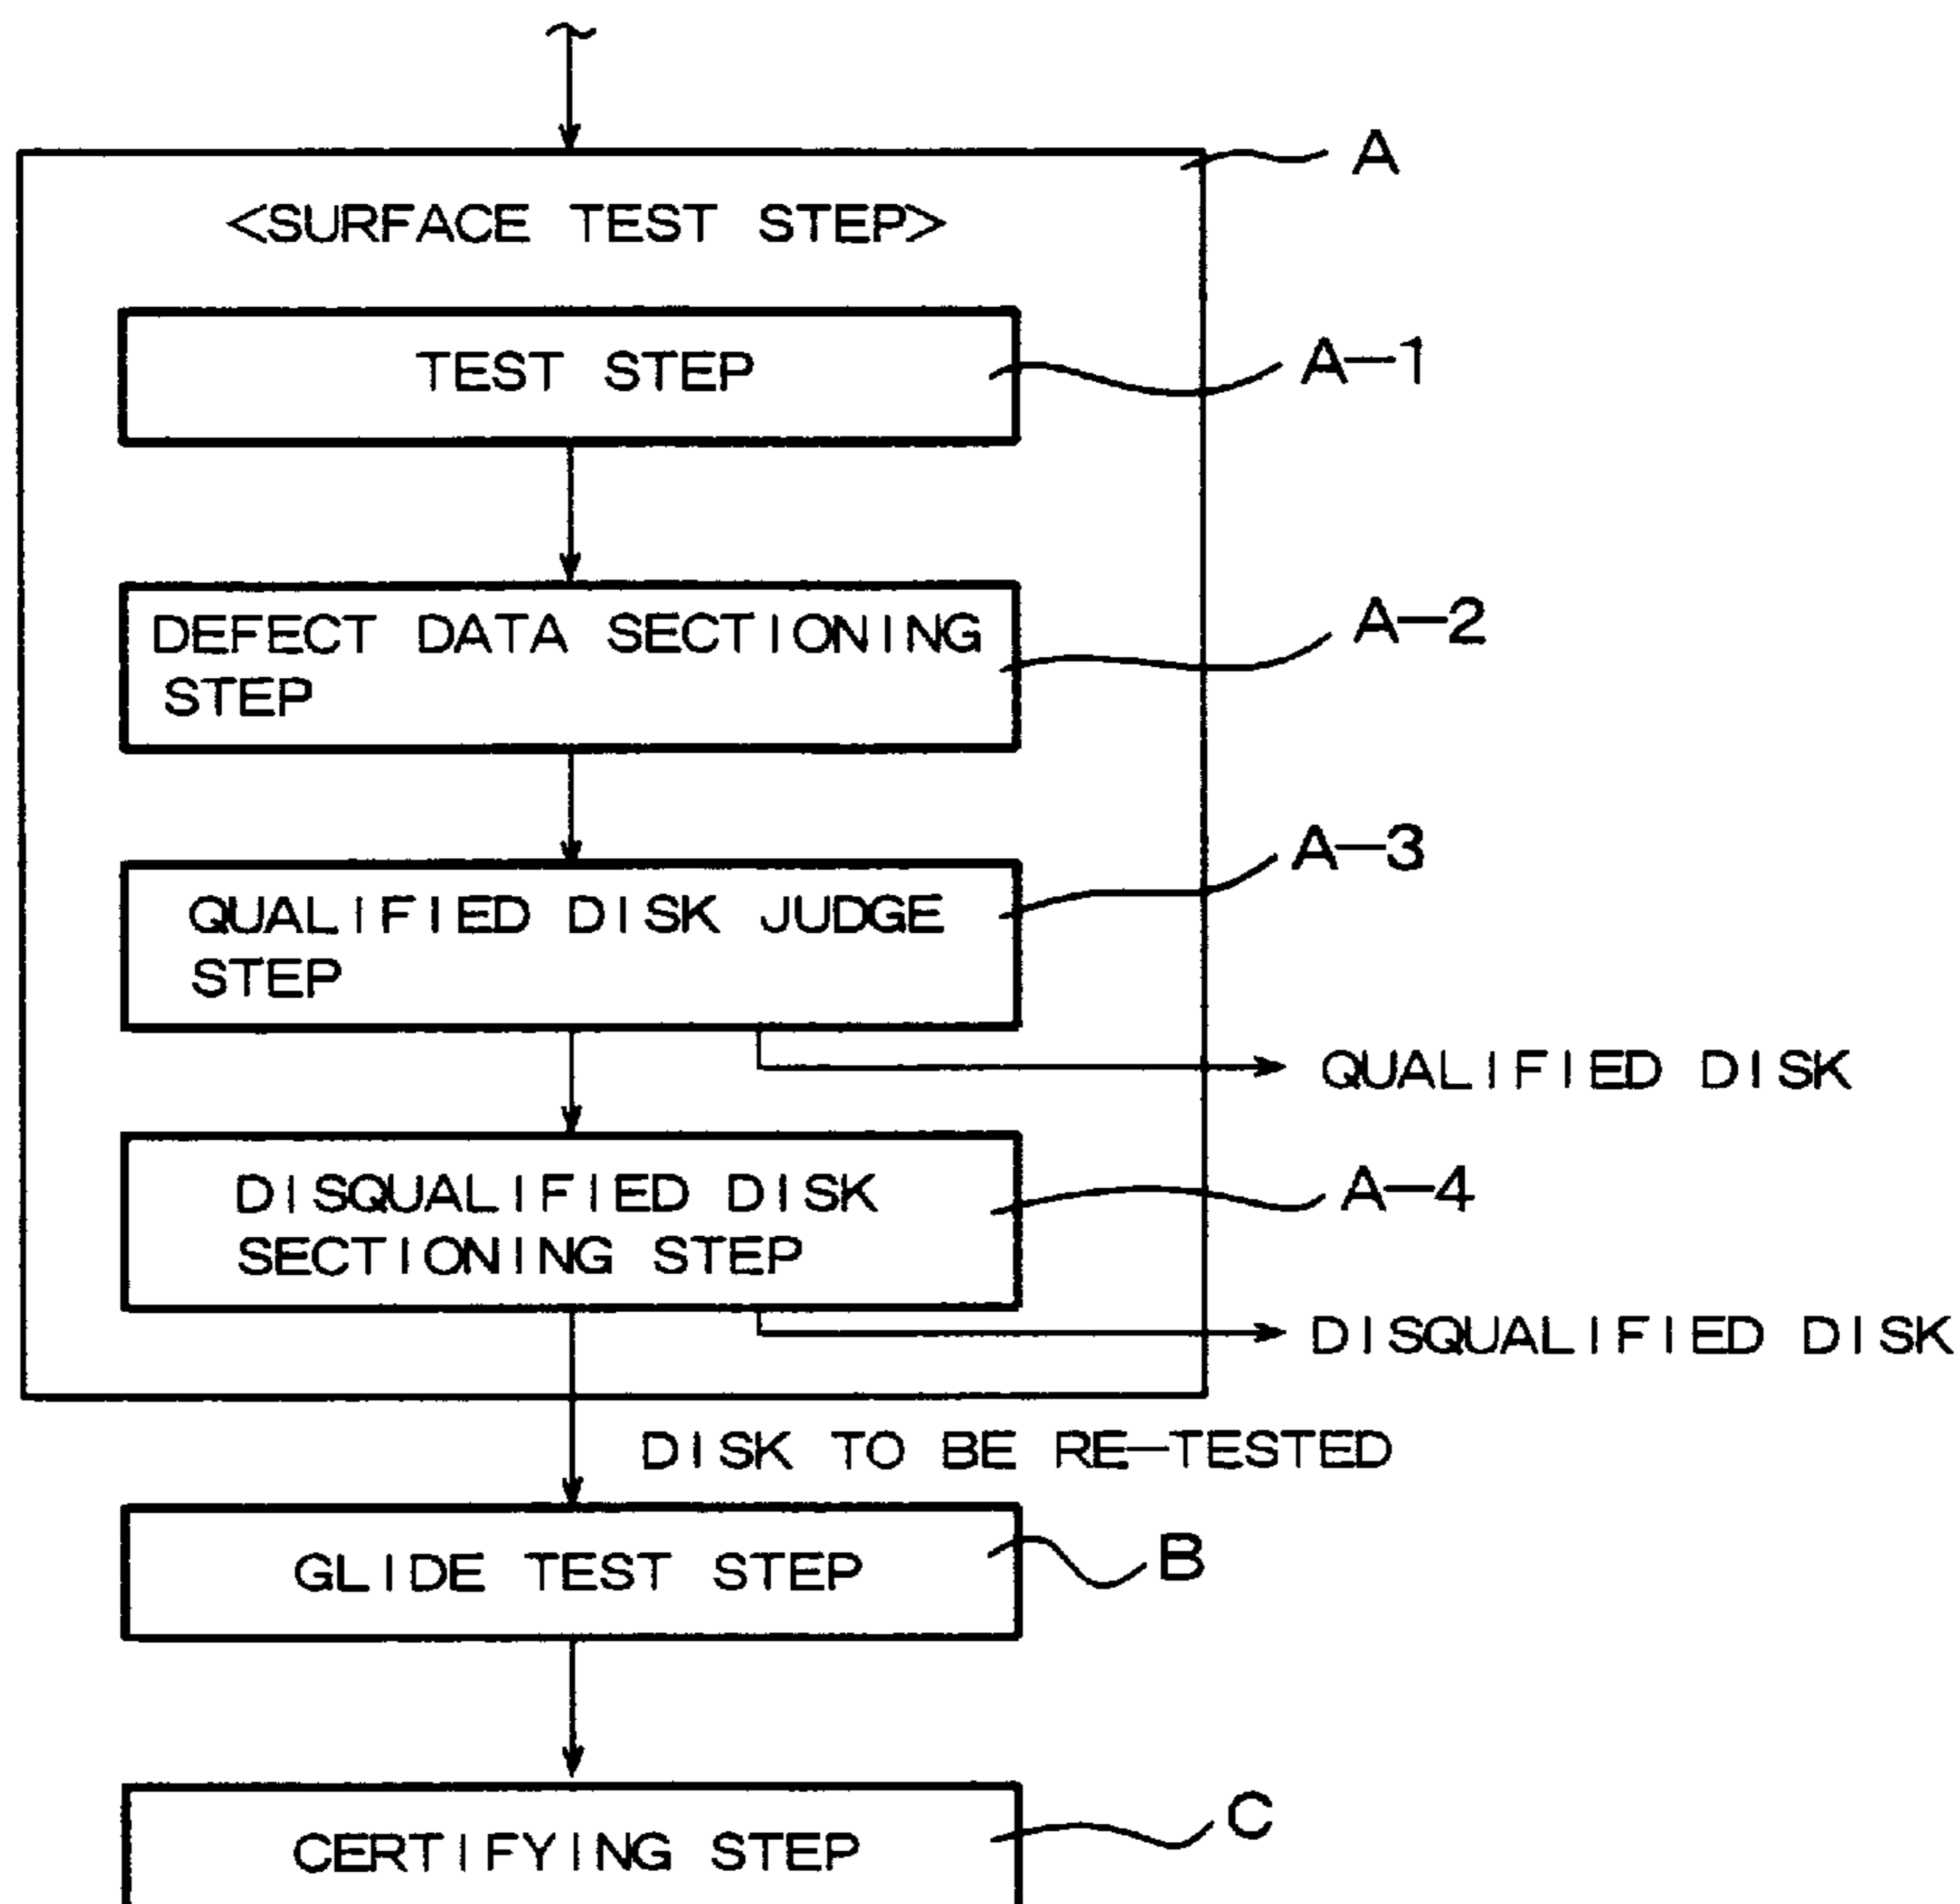 A
<SURFACE TEST STEP>
TEST STEP
A-1
DEFECT DATA SECTIONING
STEP
A-2
QUALIFIED DISK JUDGE
STEP
A-3
QUALIFIED DISK
DISQUALIFIED DISK
SECTIONING STEP
A-4
DISQUALIFIED DISK
DISK TO BE RE-TESTED
GLIDE TEST STEP
B
CERTIFYING STEP
C